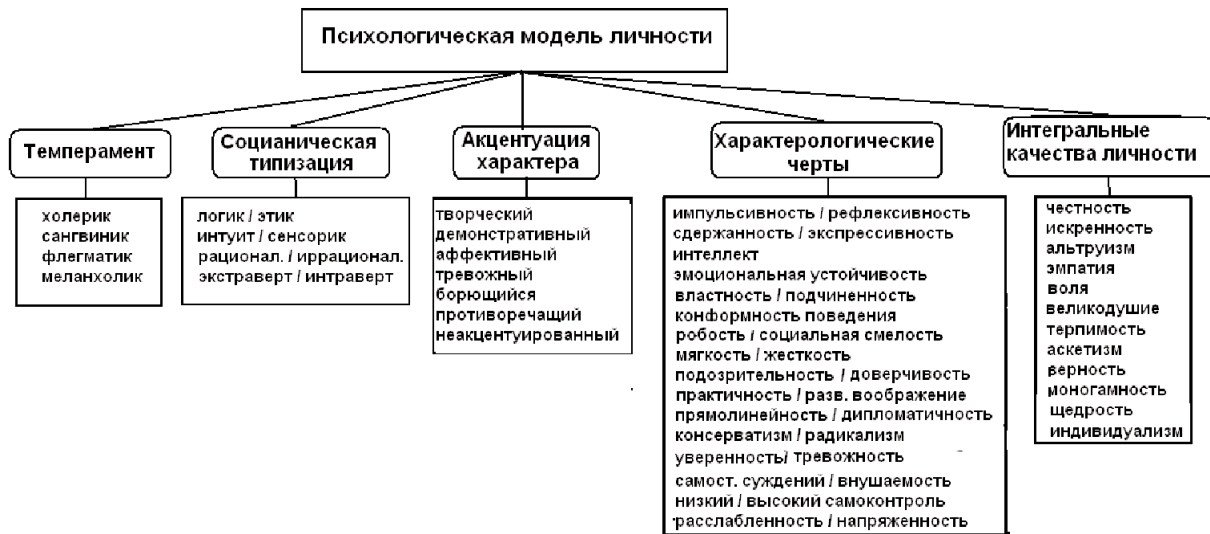 Психологическая модель личности
Темперамент
холерик
сангвиник
флегматик
меланхолик
Социаническая
типизация
логик / этик
интуит / сенсорик
рационал. / иррационал.
экстраверт / интраверт
Акцентуация
характера
творческий
демонстративный
аффективный
тревожный
борющийся
противоречащий
неакцентуированный
Характерологические
черты
импульсивность / рефлексивность
сдержанность / экспрессивность
интеллект
эмоциональная устойчивость
властность / подчиненность
конформность поведения
робость / социальная смелость
мягкость / жесткость
подозрительность / доверчивость
практичность / разв. воображение
прямолинейность / дипломатичность
консерватизм / радикализм
уверенность/ тревожность
самост. суждений / внушаемость
низкий / высокий самоконтроль
расслабленность / напряженность
Интегральные
качества личности
честность
искренность
альтруизм
эмпатия
воля
великодушие
терпимость
аскетизм
верность
моногамность
щедрость
индивидуализм